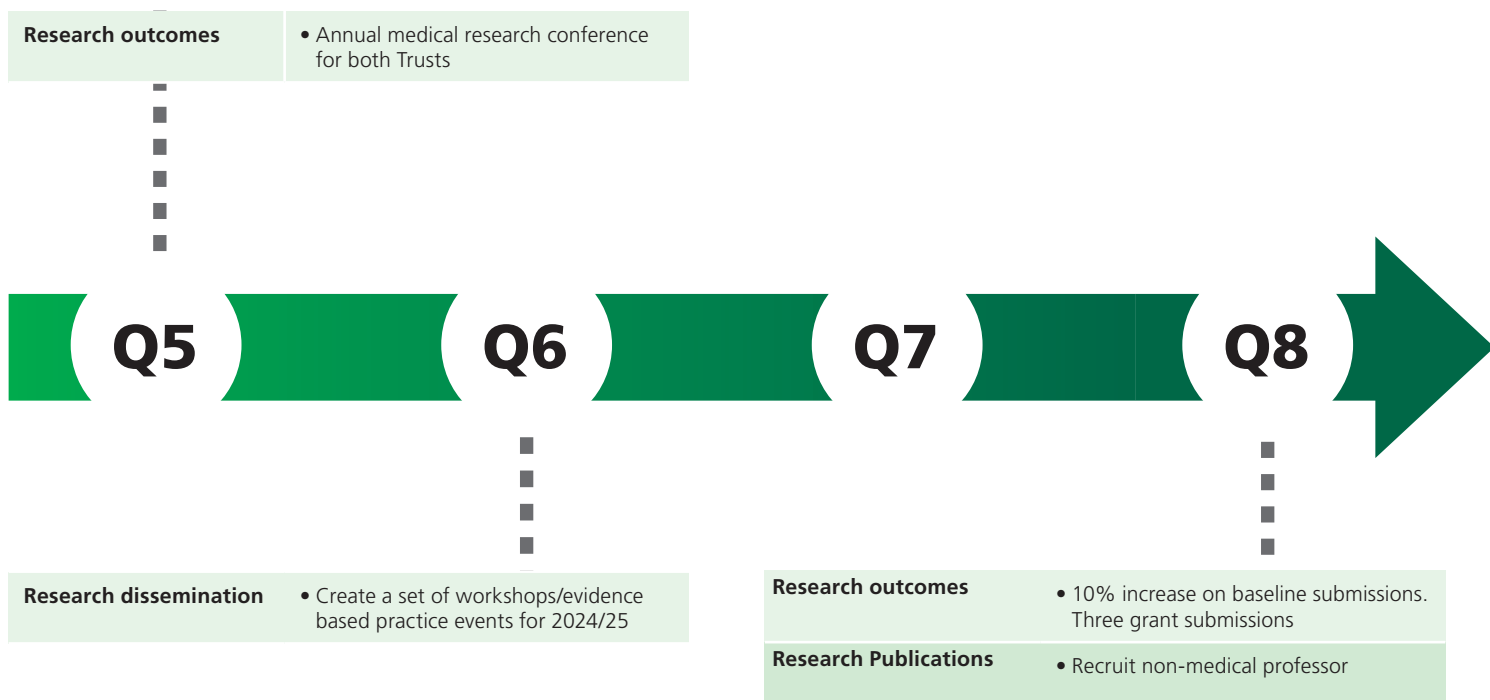 Research outcomes
• Annual medical research conference
for both Trusts
Q5
Q6
Q7
Q8
Research dissemination
• Create a set of workshops/evidence
based practice events for 2024/25
Research outcomes
• 10% increase on baseline submissions.
Three grant submissions
Research Publications
• Recruit non-medical professor